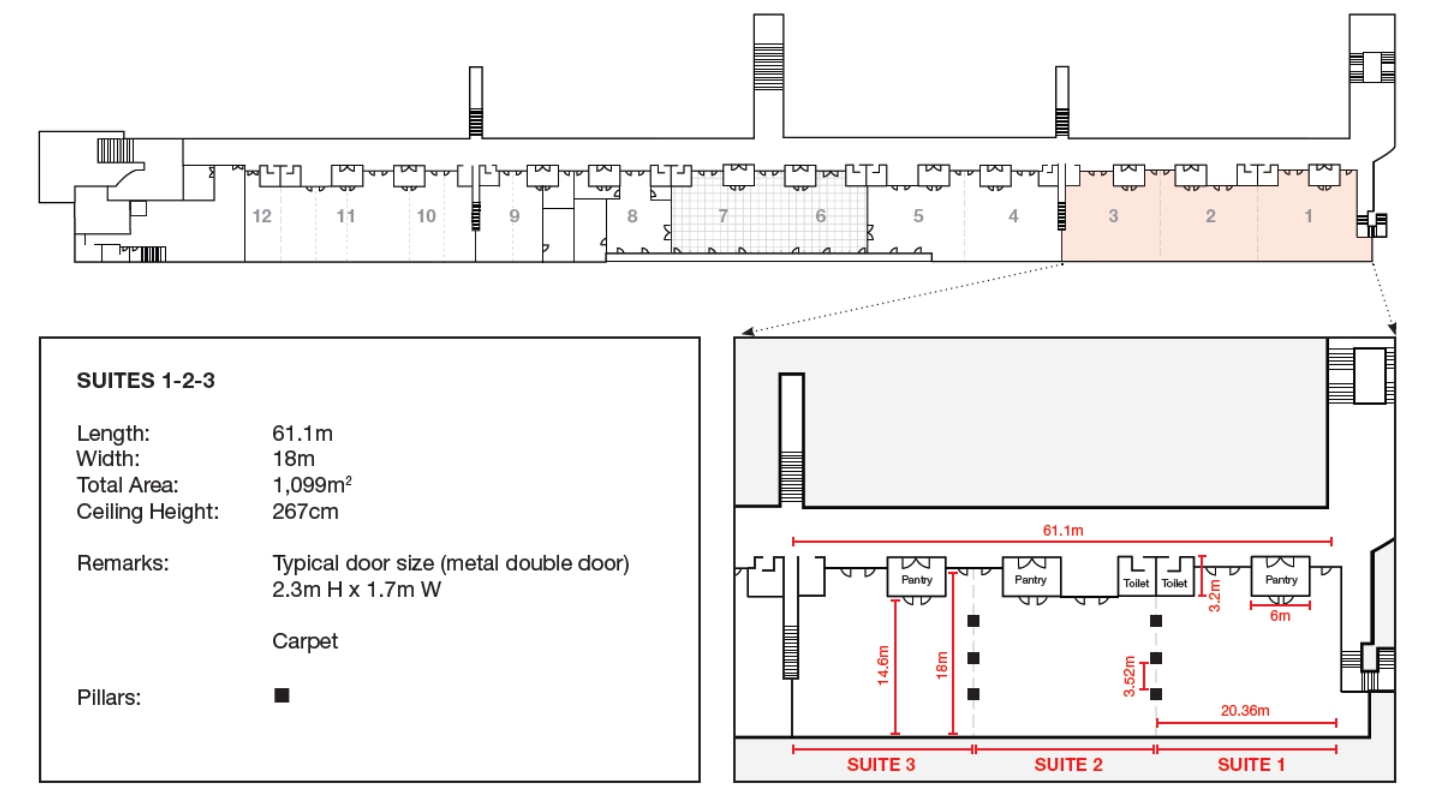 12 11 10 9 8 7 6 5 4 3 2 1
SUITES 1-2-3
Length: 61.1m
Width: 18m
Total Area: 1,099m²
Ceiling Height: 267cm
Remarks: Typical door size (metal double door)
2.3m H x 1.7m W
Carpet
Pillars:
61.1m
Pantry Pantry Toilet Toilet Pantry
3.2m
6m
14.6m
18m
3.52m
20.36m
SUITE 3 SUITE 2 SUITE 1